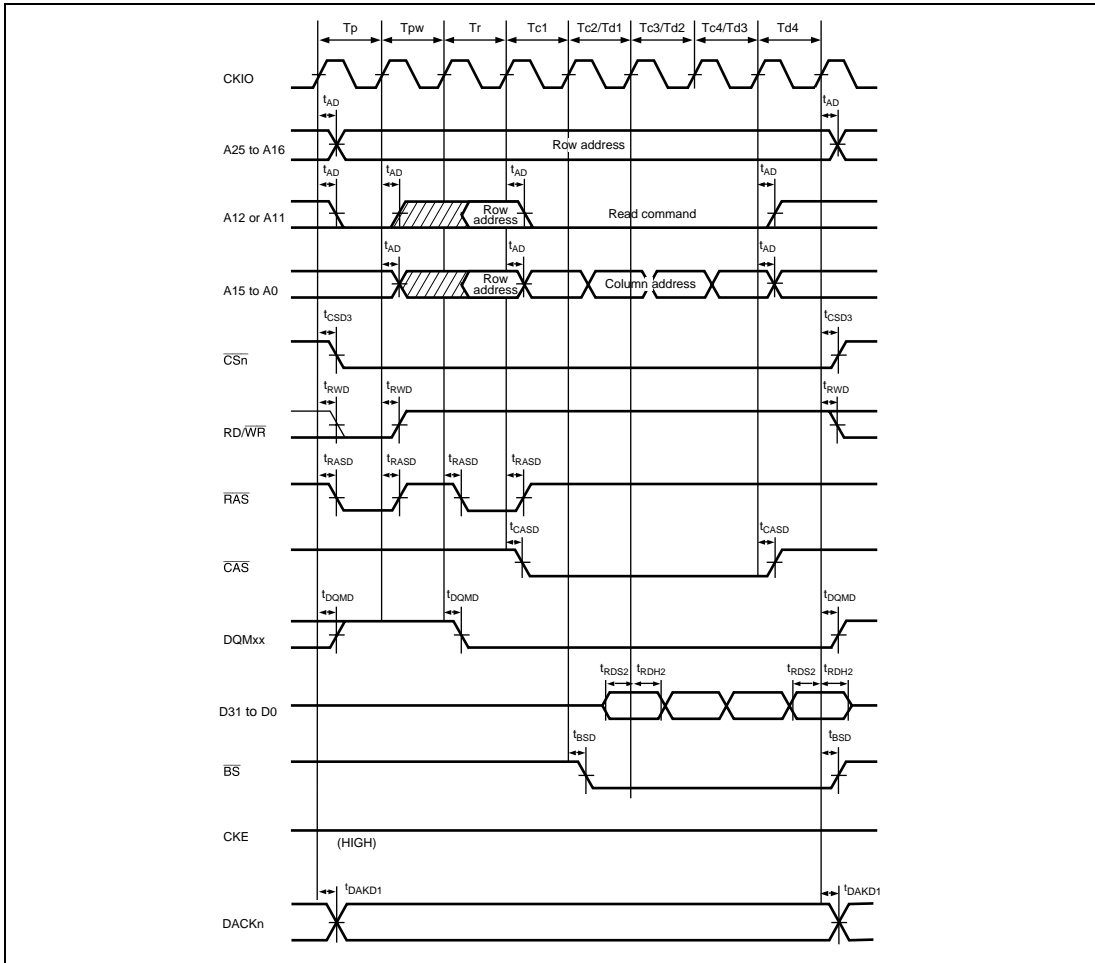 Tp Tpw Tr Tc1 Tc2/Td1 Tc3/Td2 Tc4/Td3 Td4
CKIO
tAD tAD
A25 to A16 Row address
tAD tAD tAD tAD
A12 or A11 Row address Read command
tAD tAD tAD
A15 to A0 Row address Column address
tCSD3 tCSD3
CSn
tRWD tRWD tRWD
RD/WR
tRASD tRASD tRASD tRASD
RAS
tCASD tCASD
CAS
tDQMD tDQMD tDQMD
DQMxx
tRDS2 tRDH2 tRDS2 tRDH2
D31 to D0
tBSD tBSD
BS
CKE
(HIGH)
tDAKD1 tDAKD1
DACKn